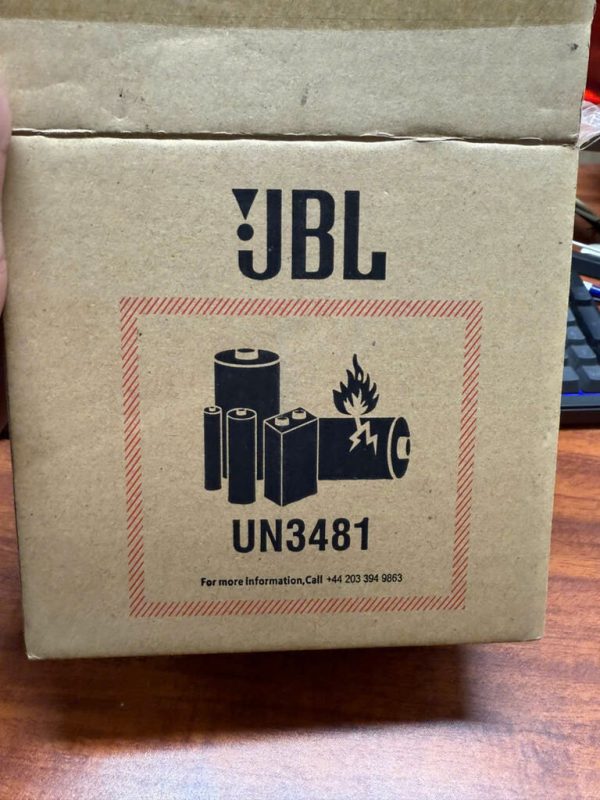 JBL
UN3481
For more Information,Call +44 203 394 9863